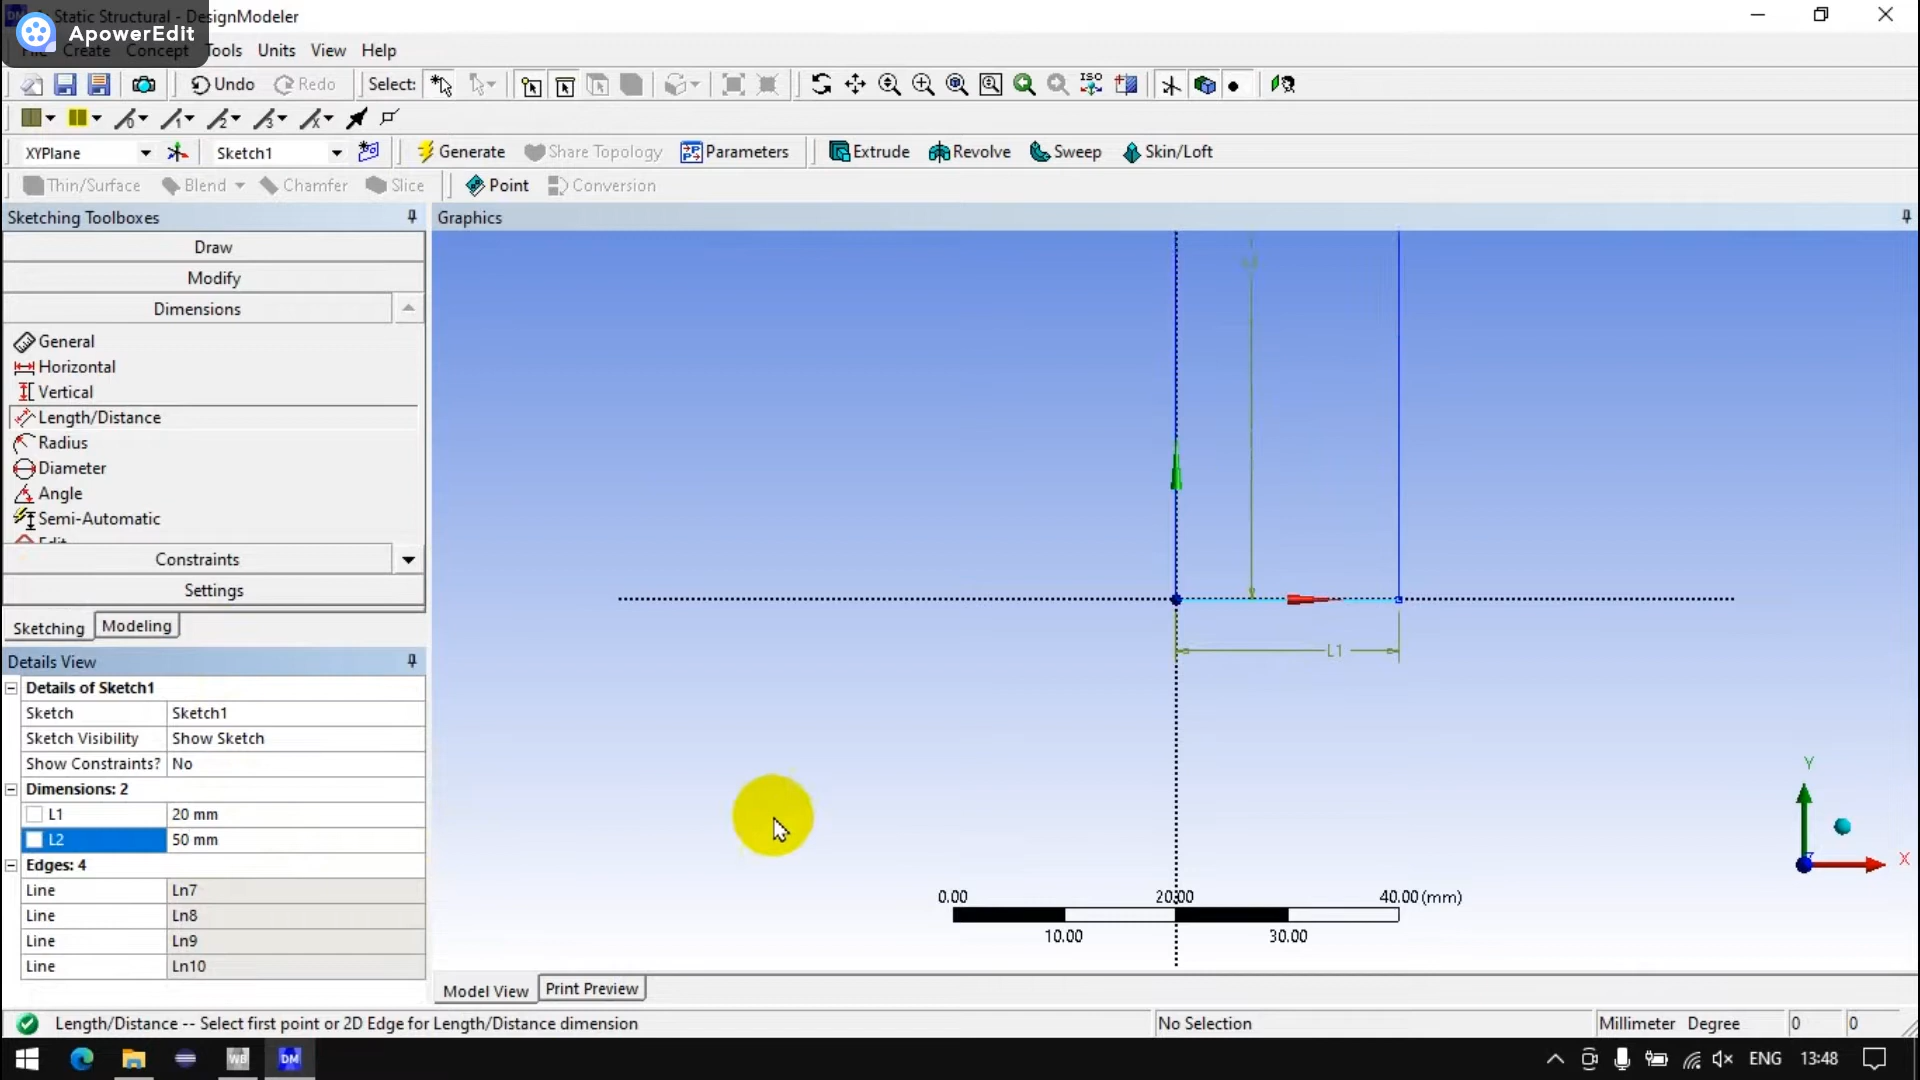 Static Structural - DesignModeler
ApowerEdit
Create Concept Tools Units View Help
Undo Redo Select: ISO
XYPlane Sketch1 Generate Share Topology Parameters Extrude Revolve Sweep Skin/Loft
Thin/Surface Blend Chamfer Slice Point Conversion
Sketching Toolboxes
Draw
Modify
Dimensions
General
Horizontal
Vertical
Length/Distance
Radius
Diameter
Angle
Semi-Automatic
Edit
Constraints
Settings
Sketching Modeling
Details View
Details of Sketch1
Sketch Sketch1
Sketch Visibility Show Sketch
Show Constraints? No
Dimensions: 2
L1 20 mm
L2 50 mm
Edges: 4
Line Ln7
Line Ln8
Line Ln9
Line Ln10
Graphics
L1
Y
X
0.00 20.00 40.00 (mm)
10.00 30.00
Model View Print Preview
Length/Distance -- Select first point or 2D Edge for Length/Distance dimension No Selection Millimeter Degree 0 0
WB DM ENG 13:48